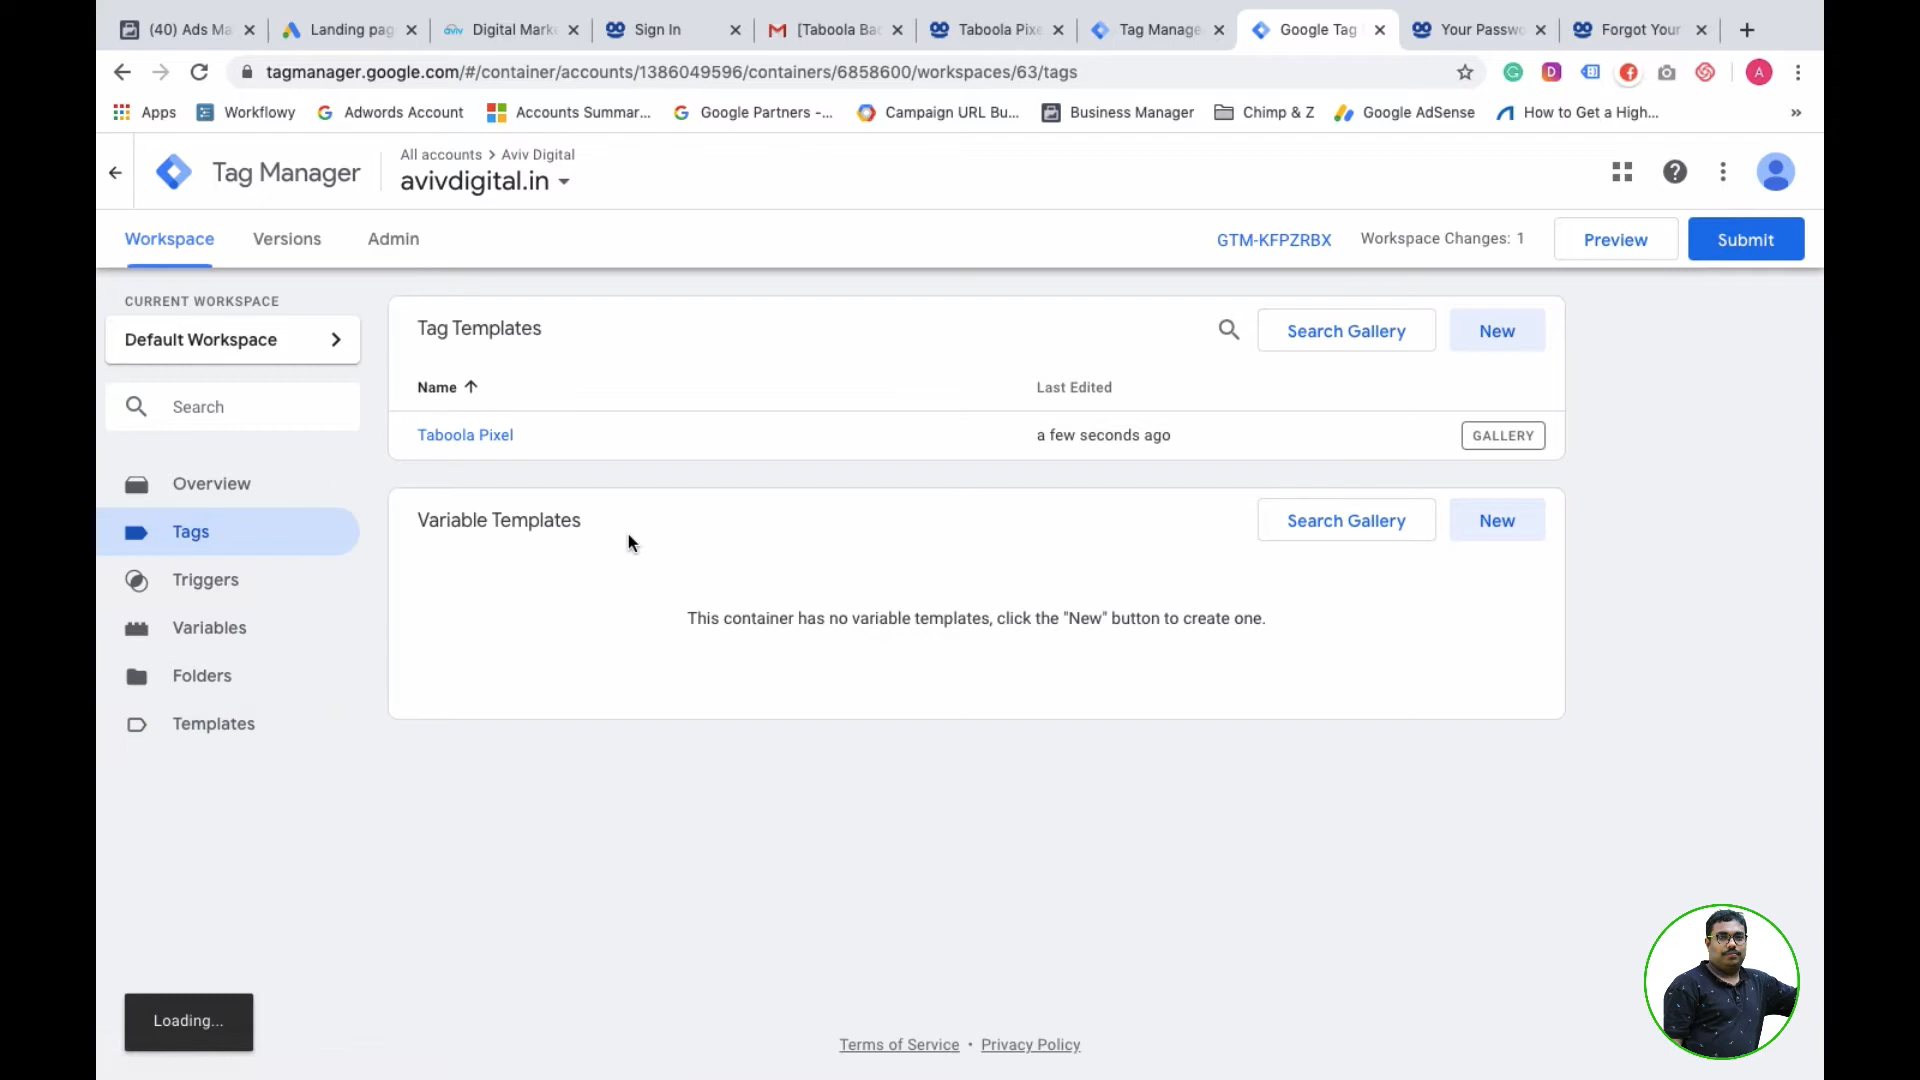 (40) Ads Ma
Landing pag
aviv Digital Marke
Sign In
[Taboola Bac
Taboola Pixe
Tag Manage
Google Tag
Your Passwo
Forgot Your
tagmanager.google.com/#/container/accounts/1386049596/containers/6858600/workspaces/63/tags
A
Apps
Workflowy
Adwords Account
Accounts Summar...
Google Partners -...
Campaign URL Bu...
Business Manager
Chimp & Z
Google AdSense
How to Get a High...
»
Tag Manager
All accounts > Aviv Digital
avivdigital.in
Workspace
Versions
Admin
GTM-KFPZRBX
Workspace Changes: 1
Preview
Submit
CURRENT WORKSPACE
Default Workspace
Search
Overview
Tags
Triggers
Variables
Folders
Templates
Tag Templates
Search Gallery
New
Name
Last Edited
Taboola Pixel
a few seconds ago
GALLERY
Variable Templates
Search Gallery
New
This container has no variable templates, click the "New" button to create one.
Loading...
Terms of Service • Privacy Policy